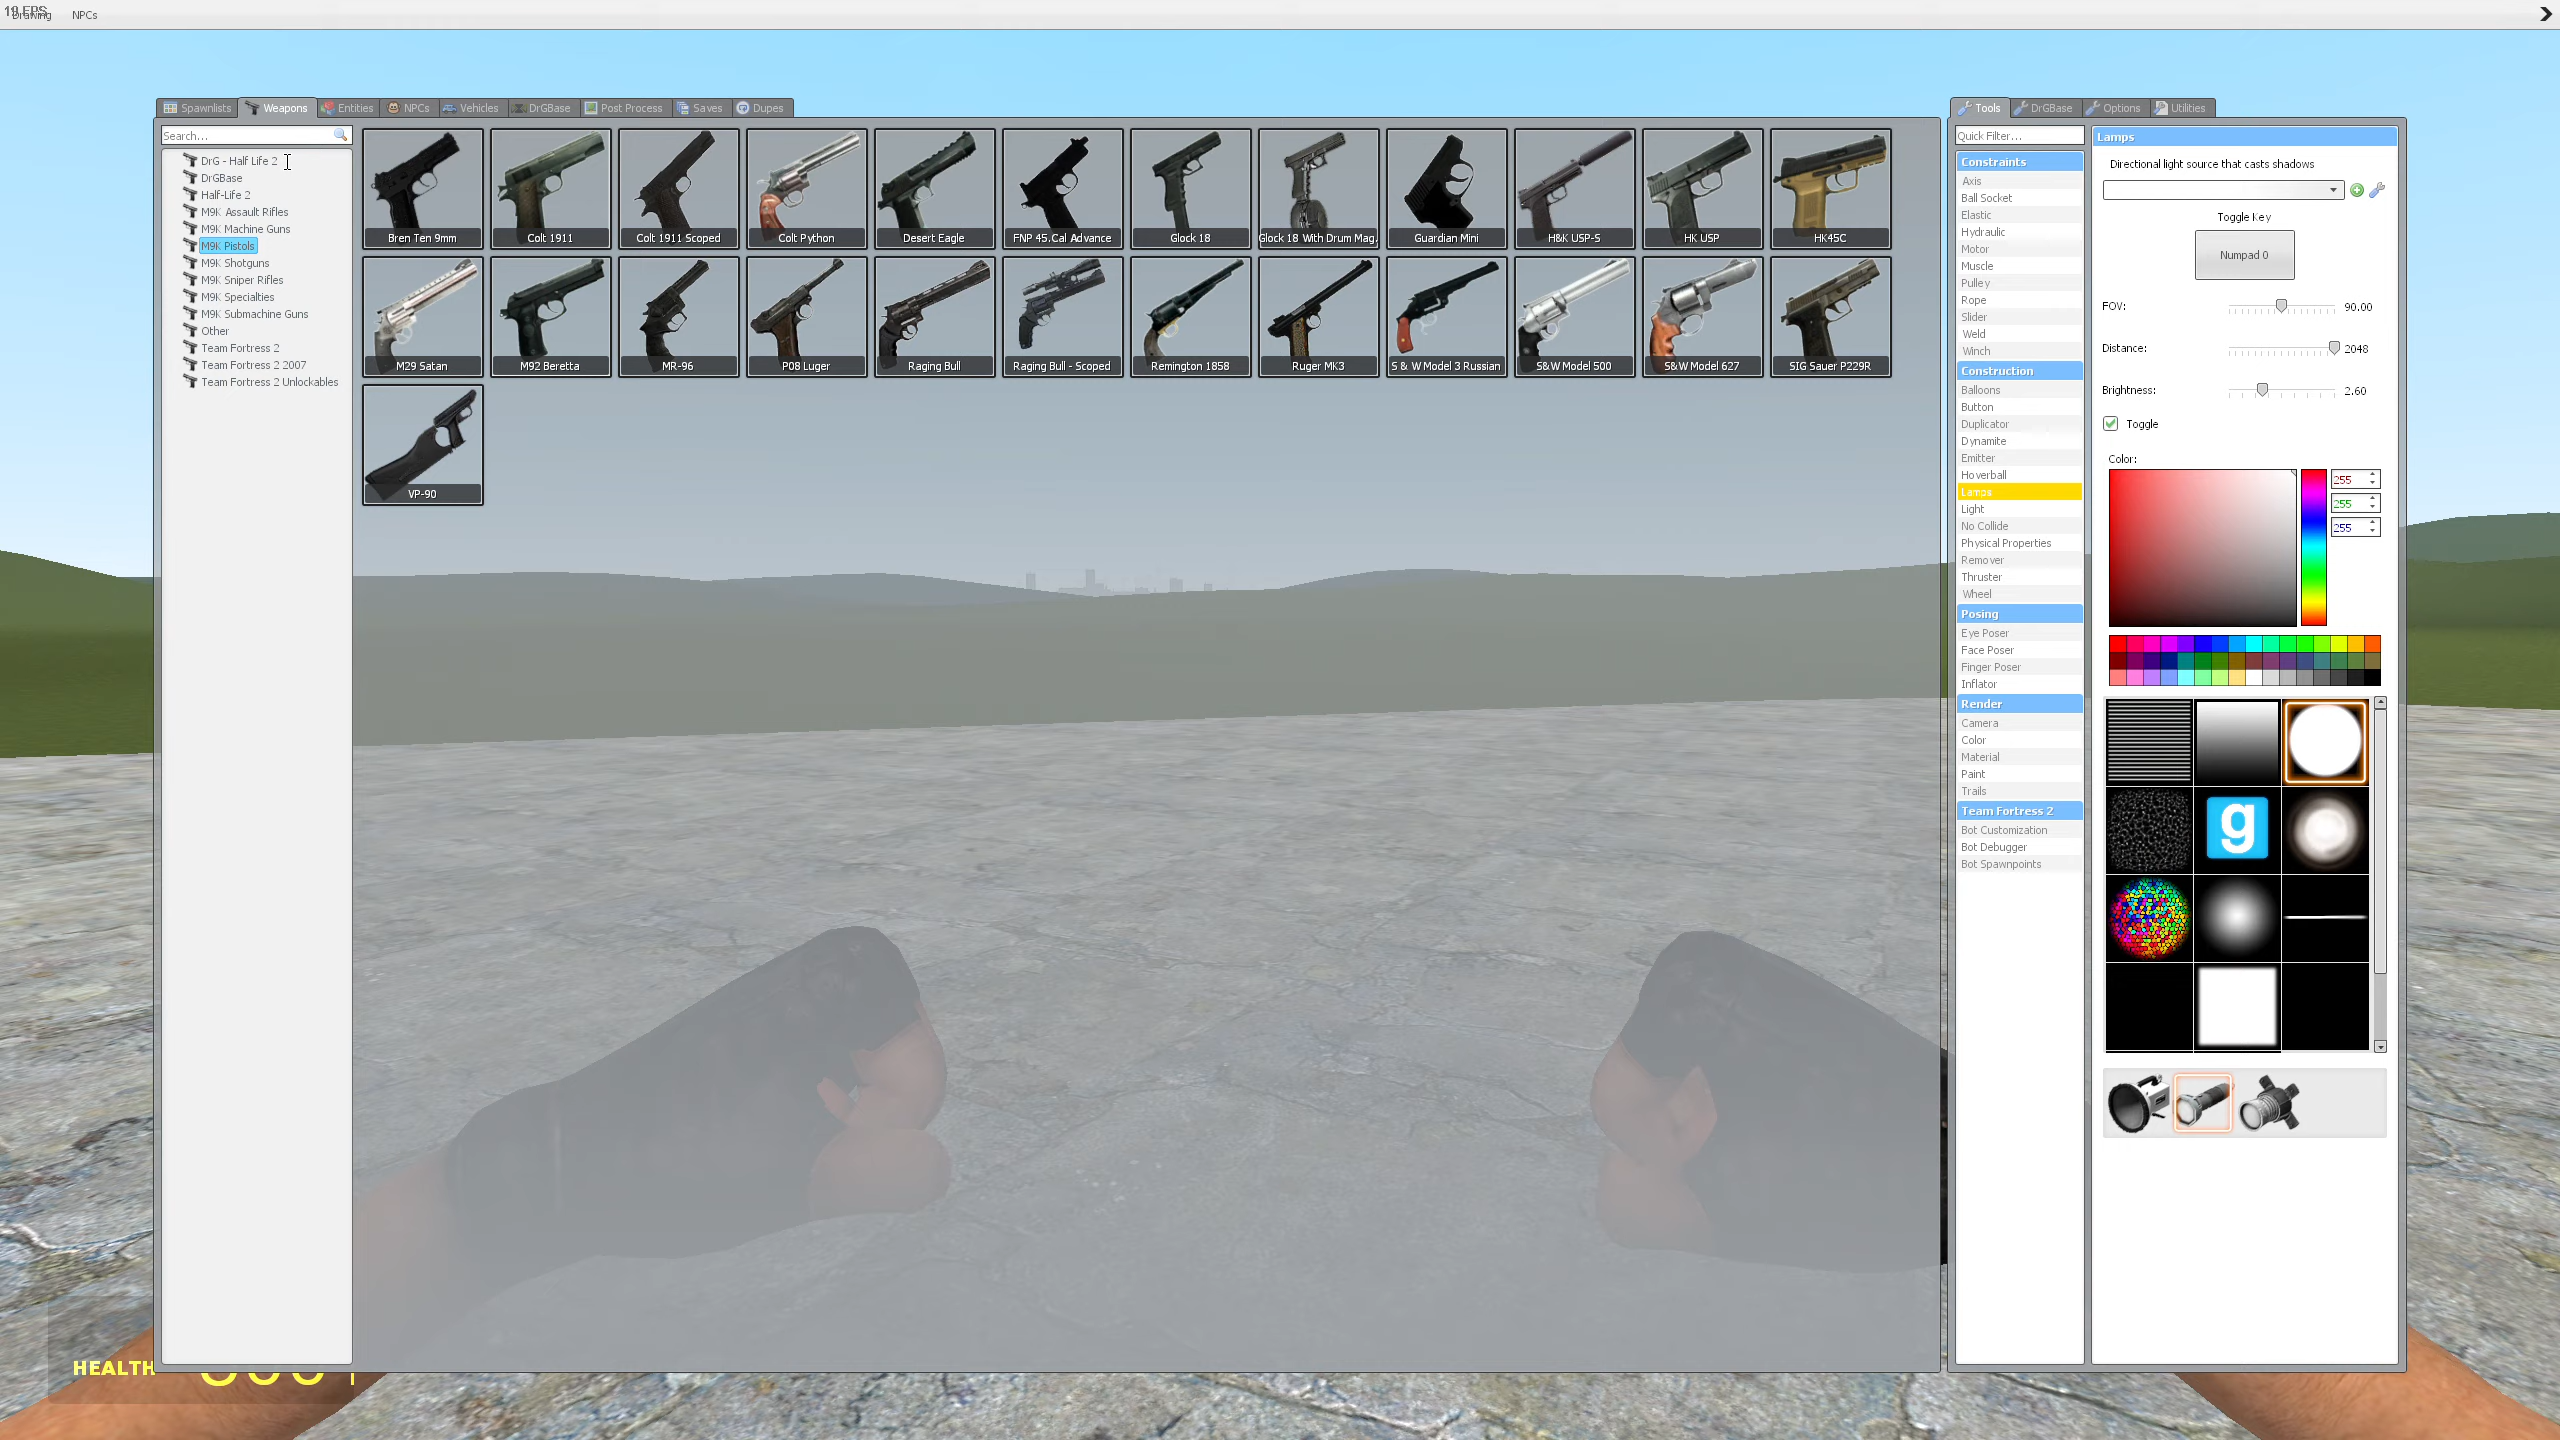 19 FPS
Drawing NPCs
Spawnlists Weapons Entities NPCs Vehicles DrGBase Post Process Saves Dupes
Search...
DrG - Half Life 2
DrGBase
Half-Life 2
M9K Assault Rifles
M9K Machine Guns
M9K Pistols
M9K Shotguns
M9K Sniper Rifles
M9K Specialties
M9K Submachine Guns
Other
Team Fortress 2
Team Fortress 2 2007
Team Fortress 2 Unlockables
Bren Ten 9mm Colt 1911 Colt 1911 Scoped Colt Python Desert Eagle FNP 45.Cal Advance Glock 18 Glock 18 With Drum Mag. Guardian Mini H&K USP-S HK USP HK45C
M29 Satan M92 Beretta MR-96 P08 Luger Raging Bull Raging Bull - Scoped Remington 1858 Ruger MK3 S & W Model 3 Russian S&W Model 500 S&W Model 627 SIG Sauer P229R
VP-90
HEALTH
Tools DrGBase Options Utilities
Quick Filter...
Constraints
Axis
Ball Socket
Elastic
Hydraulic
Motor
Muscle
Pulley
Rope
Slider
Weld
Winch
Construction
Balloons
Button
Duplicator
Dynamite
Emitter
Hoverball
Lamps
Light
No Collide
Physical Properties
Remover
Thruster
Wheel
Posing
Eye Poser
Face Poser
Finger Poser
Inflator
Render
Camera
Color
Material
Paint
Trails
Team Fortress 2
Bot Customization
Bot Debugger
Bot Spawnpoints
Lamps
Directional light source that casts shadows
Toggle Key
Numpad 0
FOV: 90.00
Distance: 2048
Brightness: 2.60
Toggle
Color:
255
255
255
g